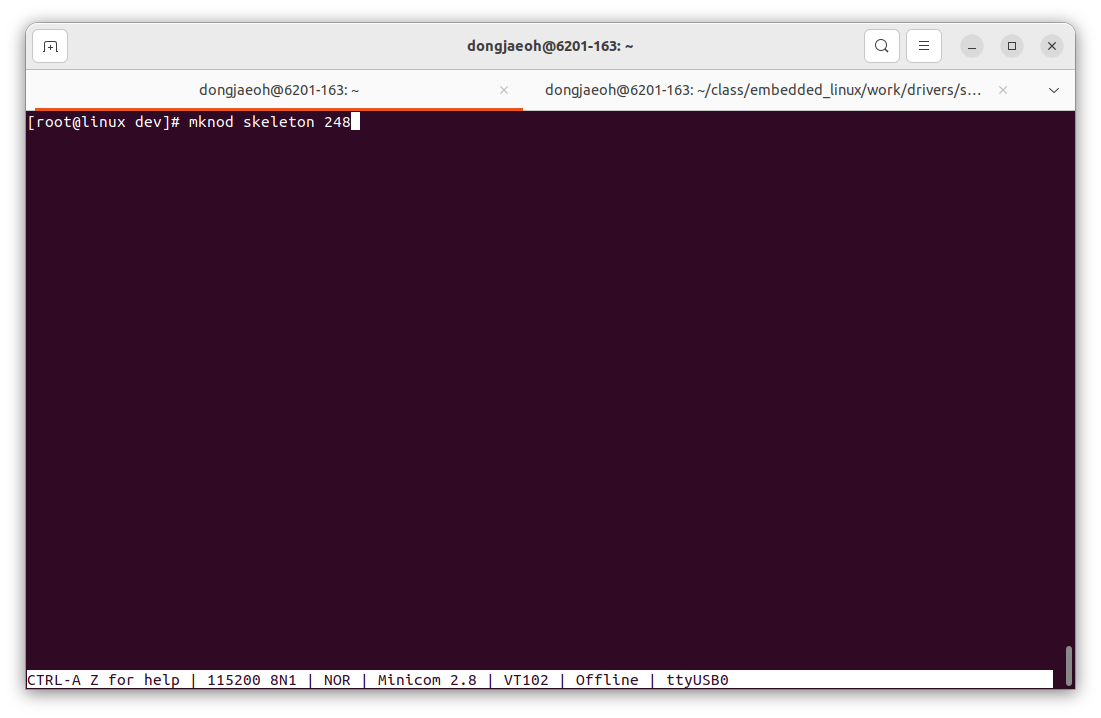 dongjaeoh@6201-163: ~
dongjaeoh@6201-163: ~
dongjaeoh@6201-163: ~/class/embedded_linux/work/drivers/s…
[root@linux dev]# mknod skeleton 248
CTRL-A Z for help | 115200 8N1 | NOR | Minicom 2.8 | VT102 | Offline | ttyUSB0